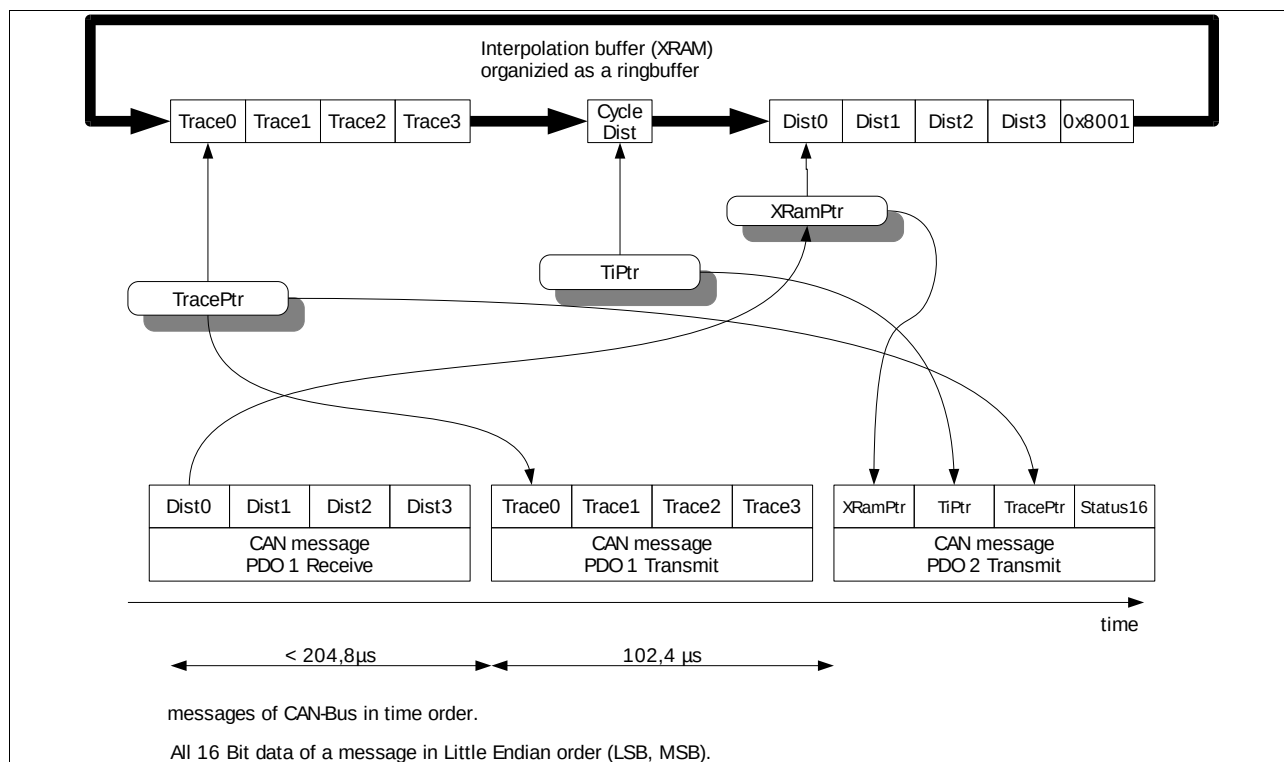 Interpolation buffer (XRAM)
organizied as a ringbuffer
Trace0 Trace1 Trace2 Trace3
Cycle
Dist
Dist0 Dist1 Dist2 Dist3 0x8001
XRamPtr
TiPtr
TracePtr
Dist0 Dist1 Dist2 Dist3
CAN message
PDO 1 Receive
Trace0 Trace1 Trace2 Trace3
CAN message
PDO 1 Transmit
XRamPtr TiPtr TracePtr Status16
CAN message
PDO 2 Transmit
time
< 204,8µs
102,4 µs
messages of CAN-Bus in time order.
All 16 Bit data of a message in Little Endian order (LSB, MSB).